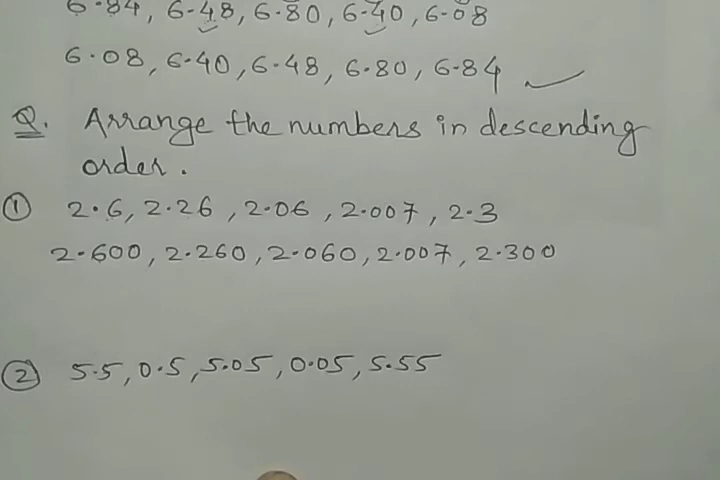 6.84, 6.48, 6.80, 6.40, 6.08
6.08, 6.40, 6.48, 6.80, 6.84
Q. Arrange the numbers in descending
order.
① 2.6, 2.26, 2.06, 2.007, 2.3
2.600, 2.260, 2.060, 2.007, 2.300
② 5.5, 0.5, 5.05, 0.05, 5.55